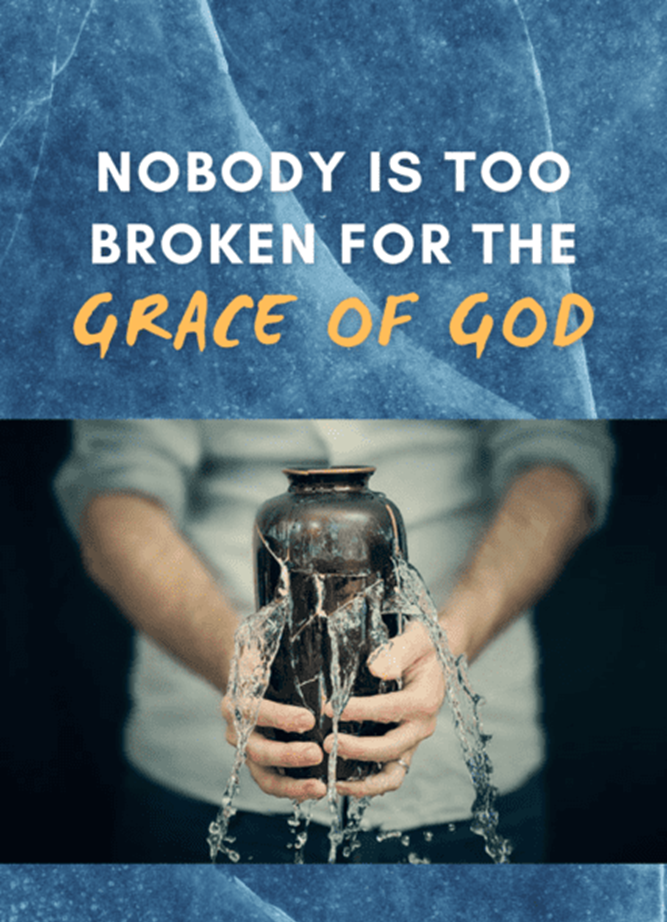 NOBODY IS TOO
BROKEN FOR THE
GRACE OF GOD